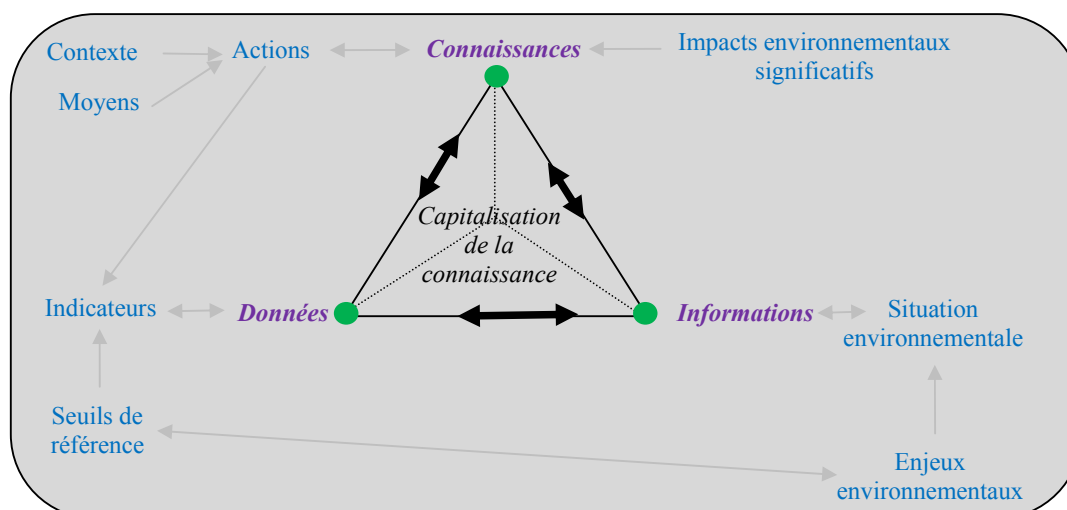 Contexte
Actions
Connaissances
Impacts environnementaux
significatifs
Moyens
Capitalisation
de la
connaissance
Indicateurs
Données
Informations
Situation
environnementale
Seuils de
référence
Enjeux
environnementaux